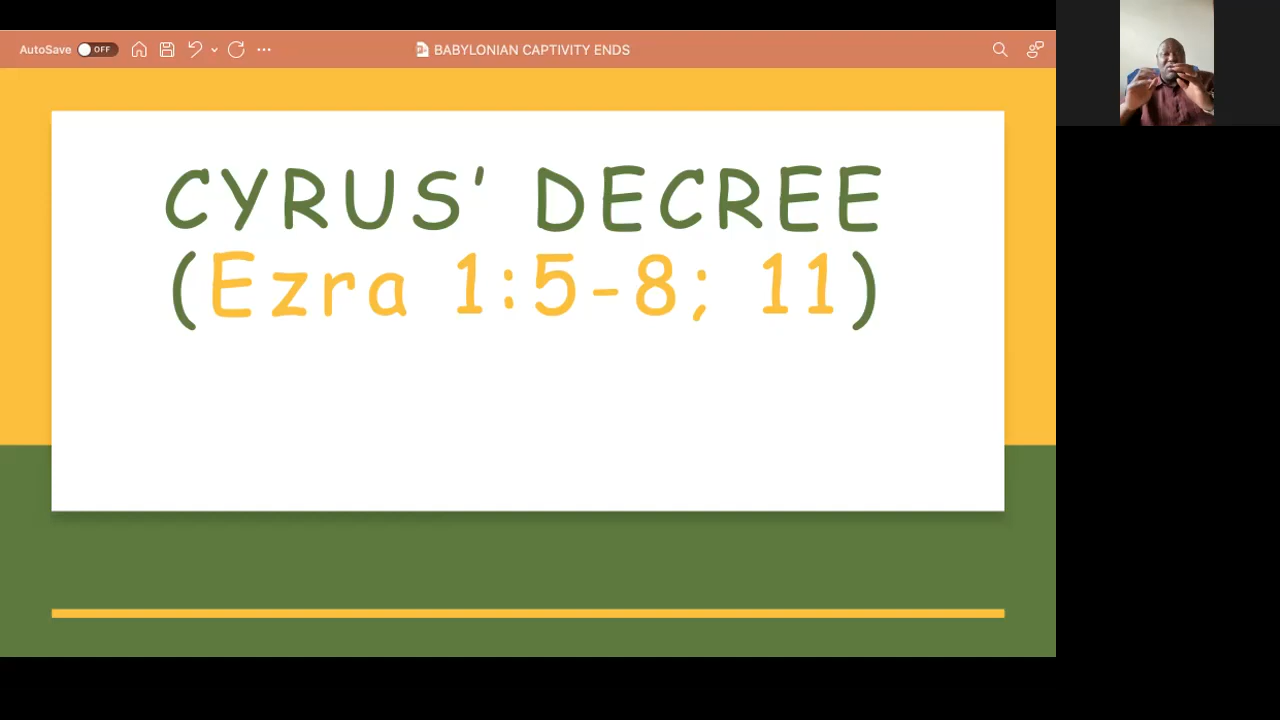 AutoSave OFF
BABYLONIAN CAPTIVITY ENDS
CYRUS’ DECREE
(Ezra 1:5-8; 11)